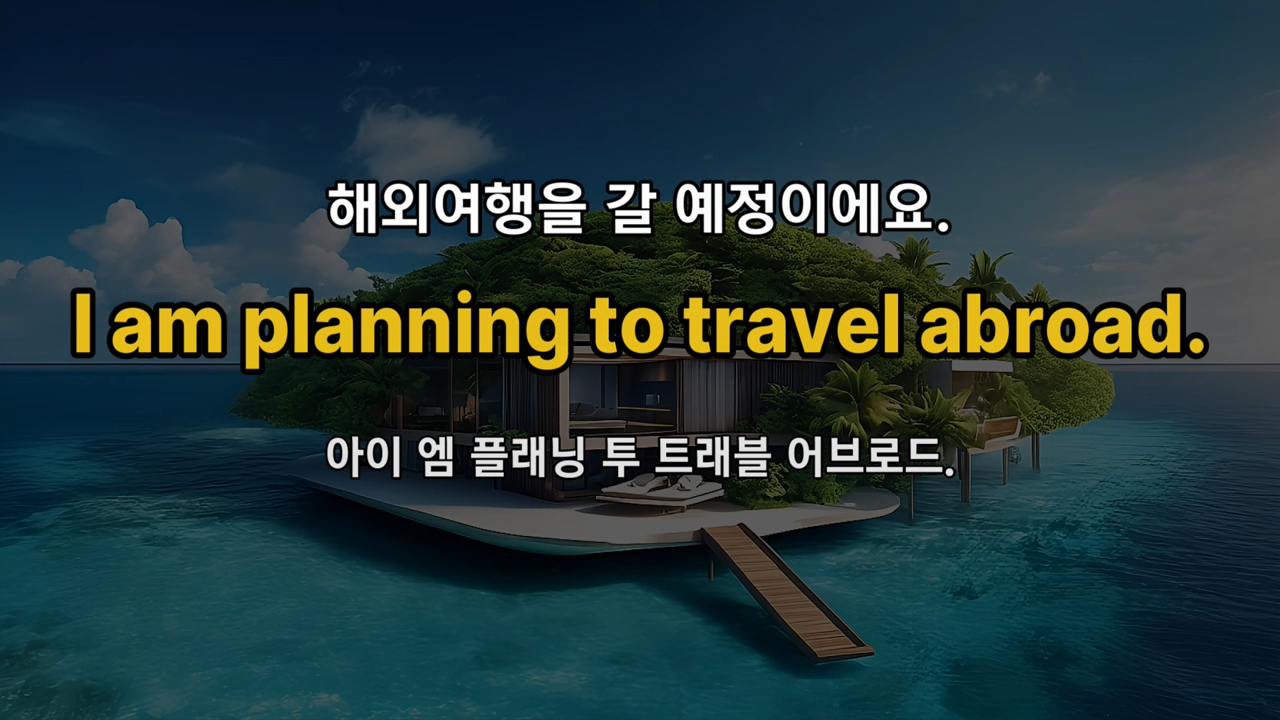 해외여행을 갈 예정이에요.
I am planning to travel abroad.
아이 엠 플래닝 투 트래블 어브로드.